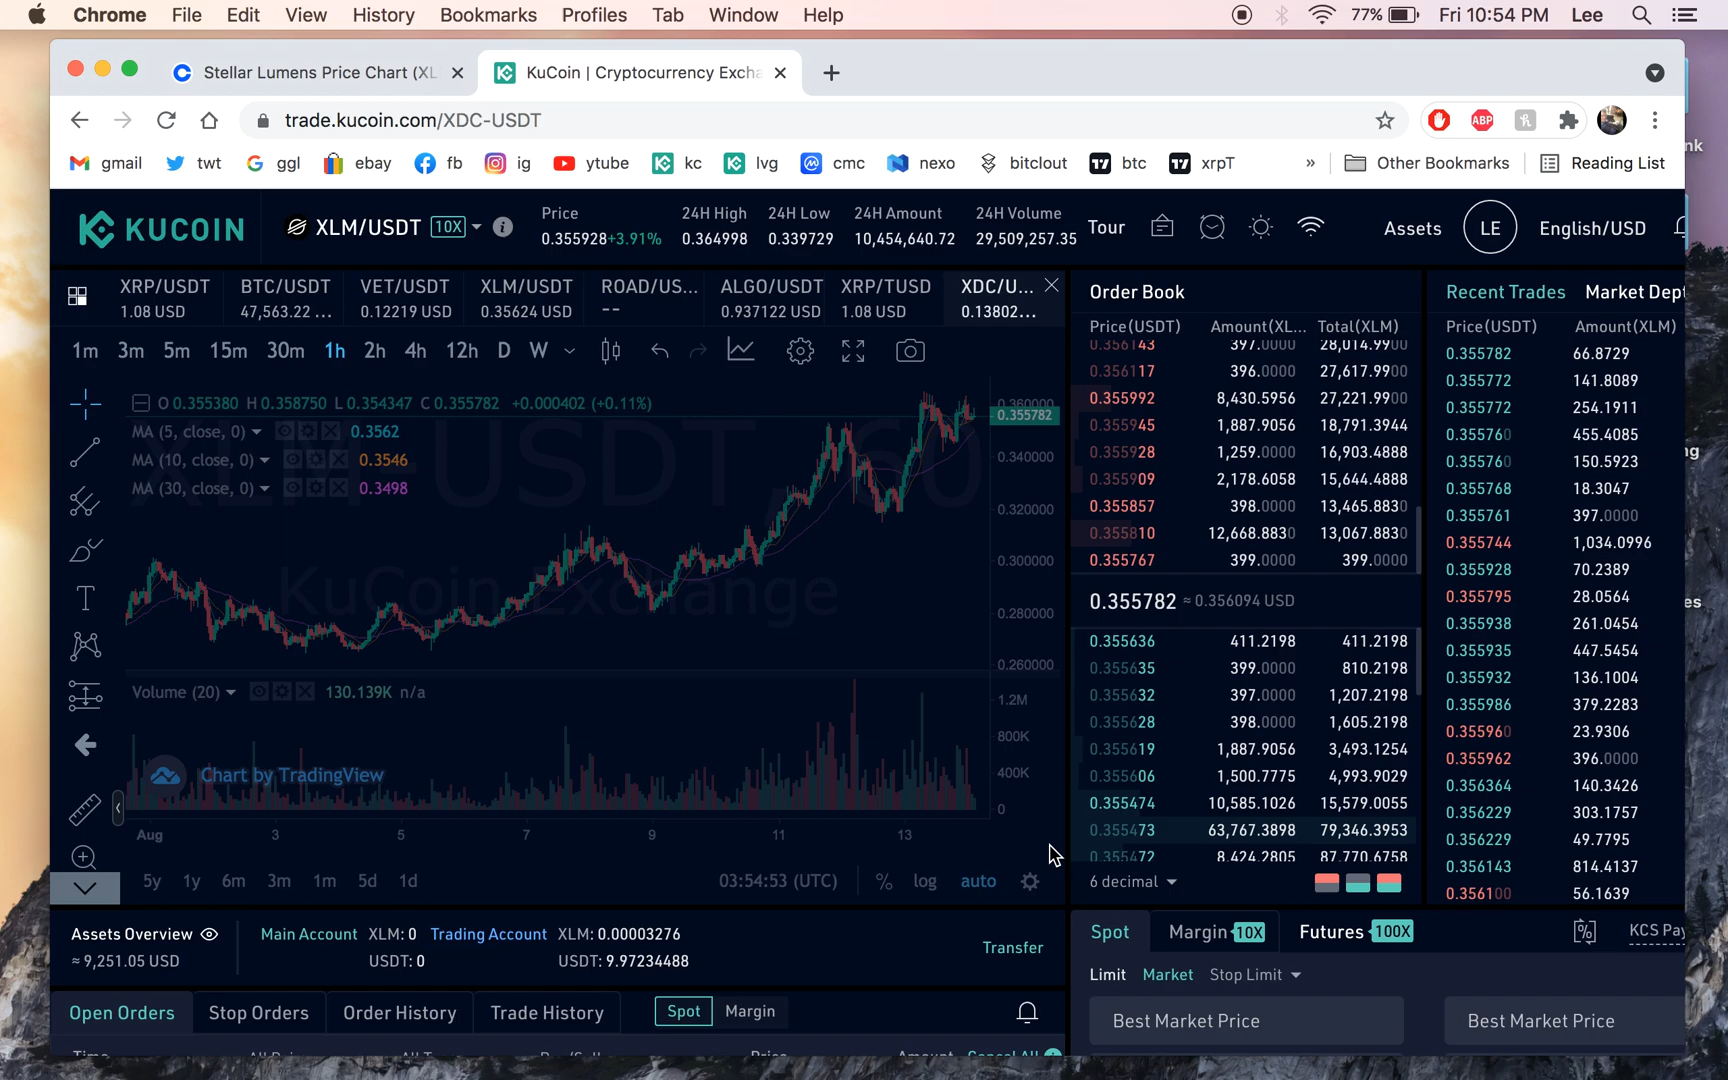 Chrome File Edit View History Bookmarks Profiles Tab Window Help 77% Fri 10:54 PM Lee
Stellar Lumens Price Chart (XL
KuCoin | Cryptocurrency Excha
trade.kucoin.com/XDC-USDT ABP
gmail twt ggl ebay fb ig ytube kc lvg cmc nexo bitclout btc xrpT » Other Bookmarks Reading List
KUCOIN XLM/USDT 10X
Price 24H High 24H Low 24H Amount 24H Volume
0.355928+3.91% 0.364998 0.339729 10,454,640.72 29,509,257.35
Tour Assets LE English/USD
XRP/USDT BTC/USDT VET/USDT XLM/USDT ROAD/US... ALGO/USDT XRP/TUSD XDC/U...
1.08 USD 47,563.22 ... 0.12219 USD 0.35624 USD -- 0.937122 USD 1.08 USD 0.13802...
1m 3m 5m 15m 30m 1h 2h 4h 12h D W
O 0.355380 H 0.358750 L 0.354347 C 0.355782 +0.000402 (+0.11%)
MA (5, close, 0) 0.3562
MA (10, close, 0) 0.3546
MA (30, close, 0) 0.3498
KuCoin Exchange
0.360000
0.355782
0.340000
0.320000
0.300000
0.280000
0.260000
Volume (20) 130.139K n/a
1.2M
800K
400K
0
Chart by TradingView
Aug 3 5 7 9 11 13
5y 1y 6m 3m 1m 5d 1d 03:54:53 (UTC) % log auto
Order Book
Price(USDT) Amount(XL... Total(XLM)
0.356143 397.0000 28,014.9900
0.356117 396.0000 27,617.9900
0.355992 8,430.5956 27,221.9900
0.355945 1,887.9056 18,791.3944
0.355928 1,259.0000 16,903.4888
0.355909 2,178.6058 15,644.4888
0.355857 398.0000 13,465.8830
0.355810 12,668.8830 13,067.8830
0.355767 399.0000 399.0000
0.355782 ≈ 0.356094 USD
0.355636 411.2198 411.2198
0.355635 399.0000 810.2198
0.355632 397.0000 1,207.2198
0.355628 398.0000 1,605.2198
0.355619 1,887.9056 3,493.1254
0.355606 1,500.7775 4,993.9029
0.355474 10,585.1026 15,579.0055
0.355473 63,767.3898 79,346.3953
0.355472 8,424.2805 87,770.6758
6 decimal
Recent Trades Market Dept
Price(USDT) Amount(XLM)
0.355782 66.8729
0.355772 141.8089
0.355772 254.1911
0.355760 455.4085
0.355760 150.5923
0.355768 18.3047
0.355761 397.0000
0.355744 1,034.0996
0.355928 70.2389
0.355795 28.0564
0.355938 261.0454
0.355935 447.5454
0.355932 136.1004
0.355986 379.2283
0.355960 23.9306
0.355962 396.0000
0.356364 140.3426
0.356229 303.1757
0.356229 49.7795
0.356143 814.4137
0.356100 56.1639
Assets Overview Main Account XLM: 0 Trading Account XLM: 0.00003276
≈ 9,251.05 USD USDT: 0 USDT: 9.97234488
Transfer
Open Orders Stop Orders Order History Trade History Spot Margin
Spot Margin 10X Futures 100X KCS Pay
Limit Market Stop Limit
Best Market Price Best Market Price